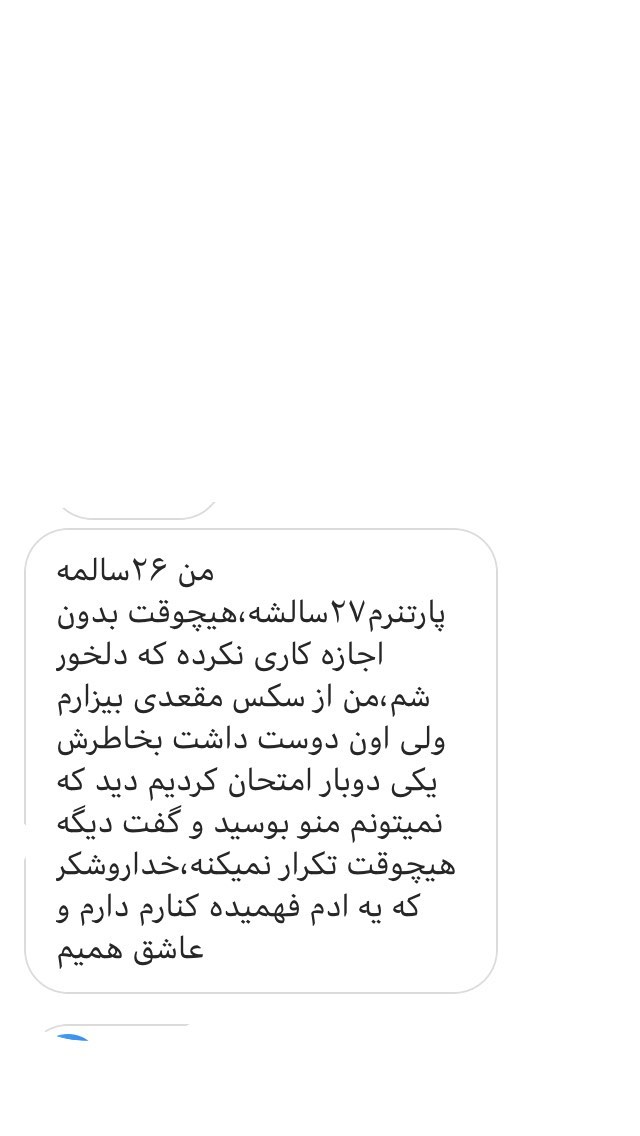 من ۲۶سالمه
پارتنرم۲۷سالشه،هیچوقت بدون
اجازه کاری نکرده که دلخور
شم،من از سکس مقعدی بیزارم
ولی اون دوست داشت بخاطرش
یکی دوبار امتحان کردیم دید که
نمیتونم منو بوسید و گفت دیگه
هیچوقت تکرار نمیکنه،خداروشکر
که یه ادم فهمیده کنارم دارم و
عاشق همیم